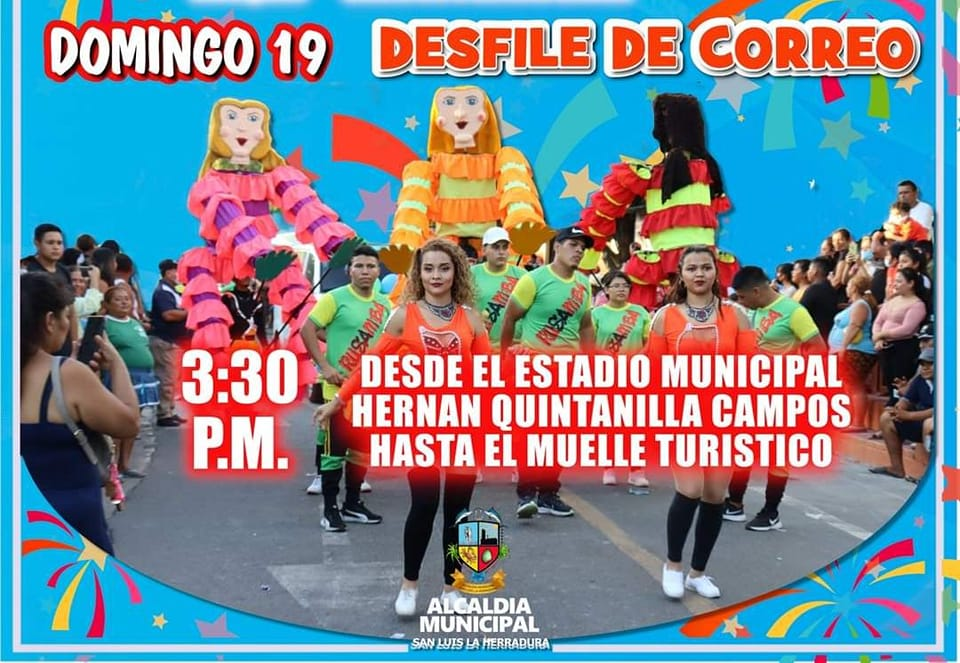 DOMINGO 19
DESFILE DE CORREO
3:30
P.M.
DESDE EL ESTADIO MUNICIPAL
HERNAN QUINTANILLA CAMPOS
HASTA EL MUELLE TURISTICO
ALCALDIA
MUNICIPAL
SAN LUIS LA HERRADURA